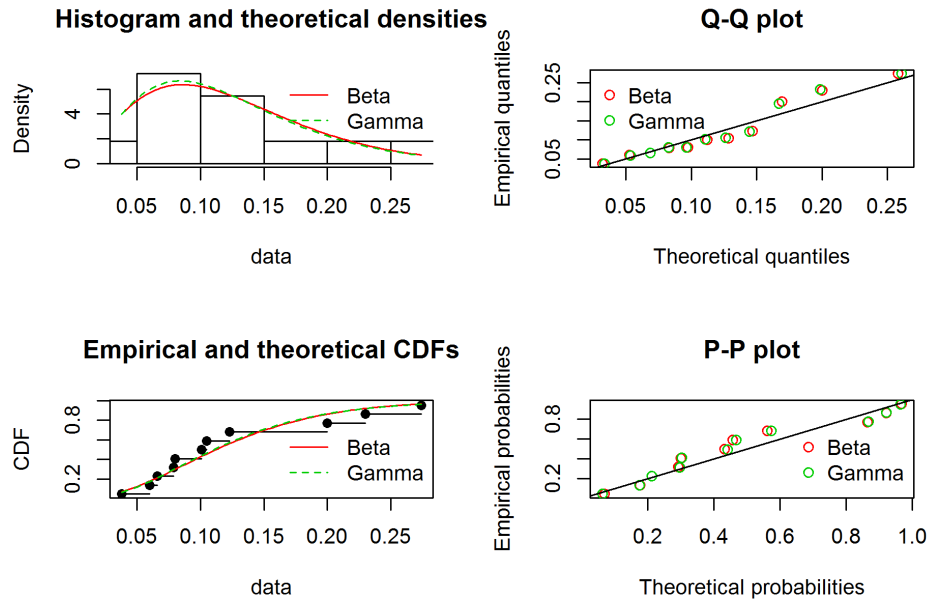 Histogram and theoretical densities
Density
0 4
Beta
Gamma
0.05 0.10 0.15 0.20 0.25
data
Q-Q plot
Empirical quantiles
0.05 0.25
Beta
Gamma
0.05 0.10 0.15 0.20 0.25
Theoretical quantiles
Empirical and theoretical CDFs
CDF
0.2 0.8
Beta
Gamma
0.05 0.10 0.15 0.20 0.25
data
P-P plot
Empirical probabilities
0.2 0.8
Beta
Gamma
0.2 0.4 0.6 0.8 1.0
Theoretical probabilities